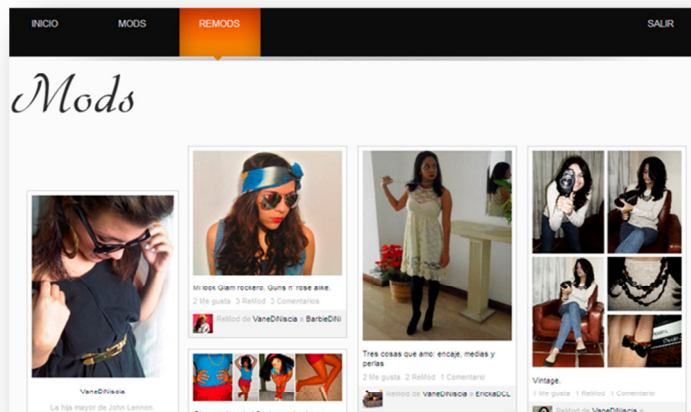 INICIO MODS REMODS SALIR
Mods
VaneDiNiscia
La hija mayor de John Lennon
Mi look Glam rockero. Guns n' rose alike.
2 Me gusta 3 ReMod 3 Comentarios
ReMod de VaneDiNiscia a BarbieDiNi
Tres cosas que amo: encaje, medias y
perlas
2 Me gusta 2 ReMod 1 Comentario
ReMod de VaneDiNiscia a ErickaDCL
Vintage.
1 Me gusta 1 ReMod 1 Comentario
ReMod de VaneDiNiscia a